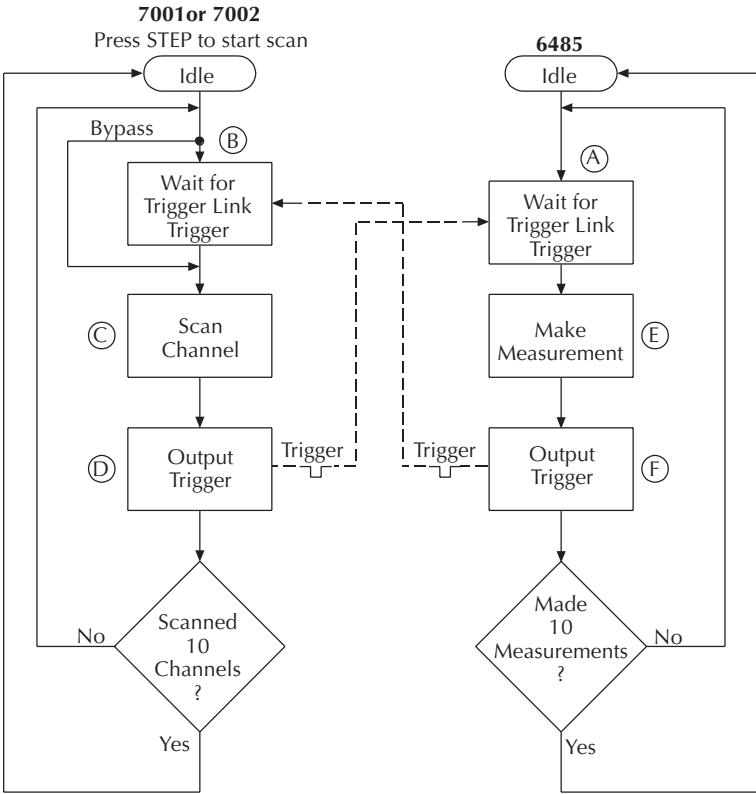 7001or 7002
Press STEP to start scan
Idle
Bypass
B
Wait for
Trigger Link
Trigger
C
Scan
Channel
D
Output
Trigger
Trigger
Scanned
10
Channels
?
No
Yes
6485
Idle
A
Wait for
Trigger Link
Trigger
Make
Measurement
E
Trigger
Output
Trigger
F
Made
10
Measurements
?
No
Yes